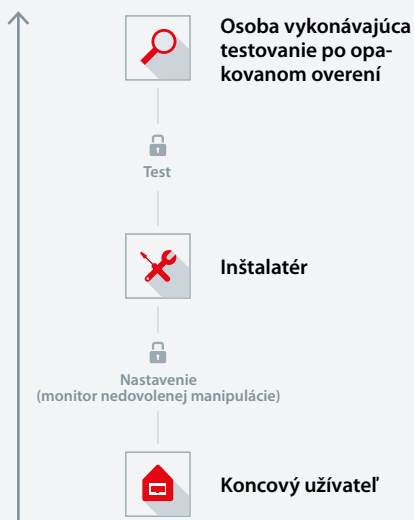 Osoba vykonávajúca
testovanie po opa-
kovanom overení
Test
Inštalatér
Nastavenie
(monitor nedovolenej manipulácie)
Koncový užívateľ